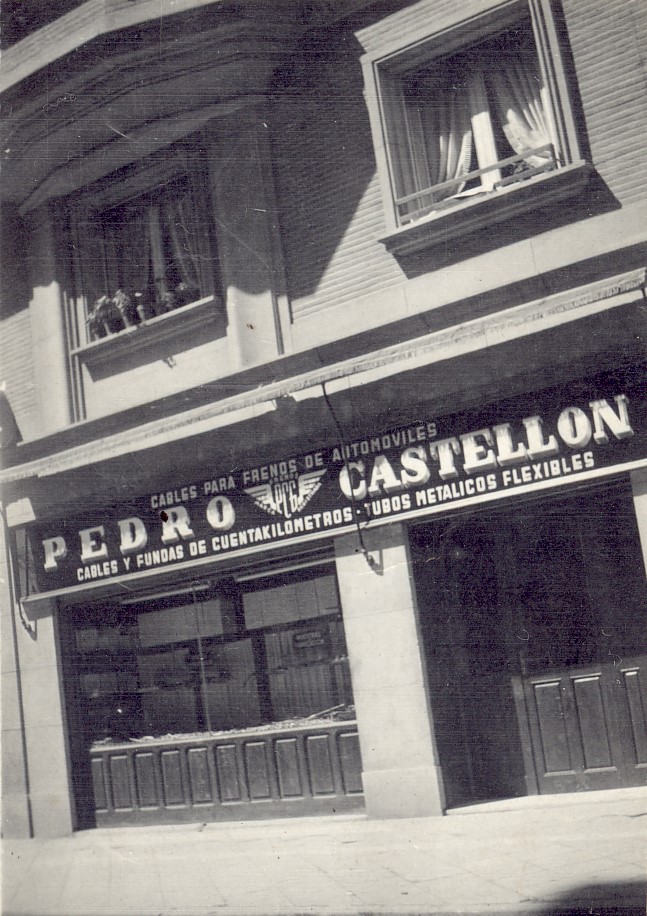 CABLES PARA FRENOS DE AUTOMOVILES
PEDRO CASTELLON
CABLES Y FUNDAS DE CUENTAKILOMETROS - TUBOS METALICOS FLEXIBLES